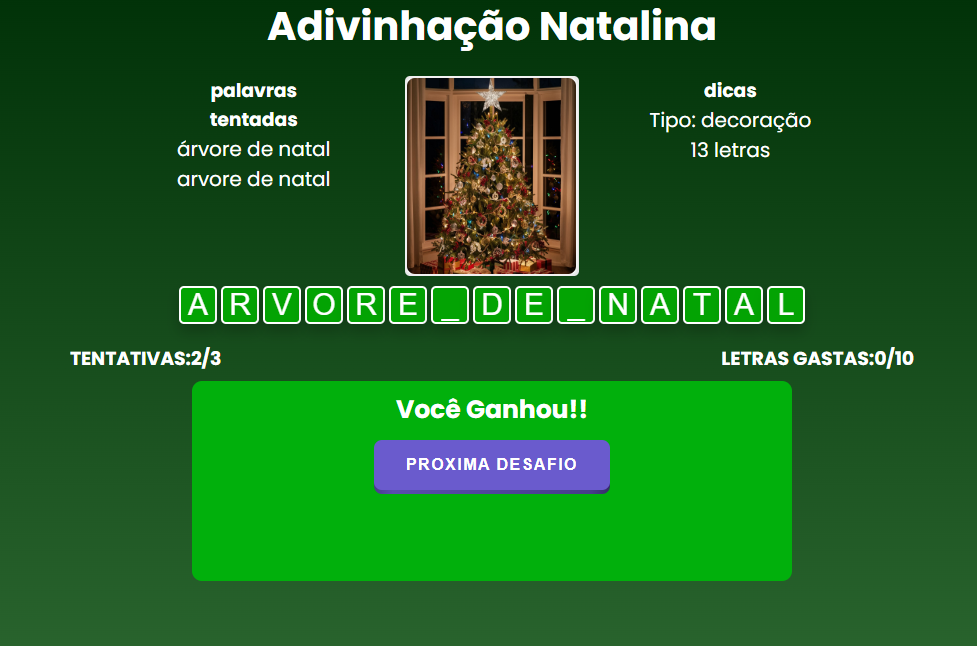 Adivinhação Natalina
palavras
tentadas
árvore de natal
arvore de natal
dicas
Tipo: decoração
13 letras
ARVORE_DE_NATAL
TENTATIVAS:2/3
LETRAS GASTAS:0/10
Você Ganhou!!
PROXIMA DESAFIO